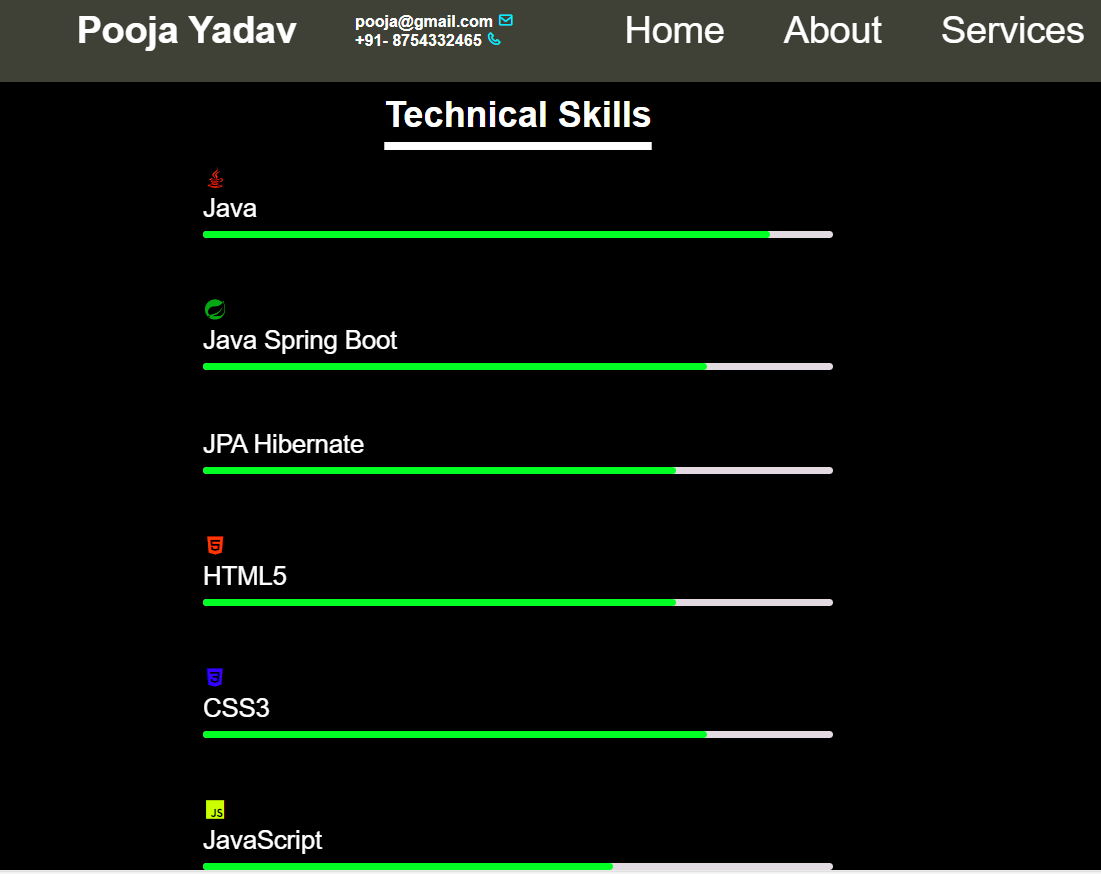 Pooja Yadav
pooja@gmail.com
+91- 8754332465
Home
About
Services
Technical Skills
Java
Java Spring Boot
JPA Hibernate
5
HTML5
3
CSS3
JS
JavaScript